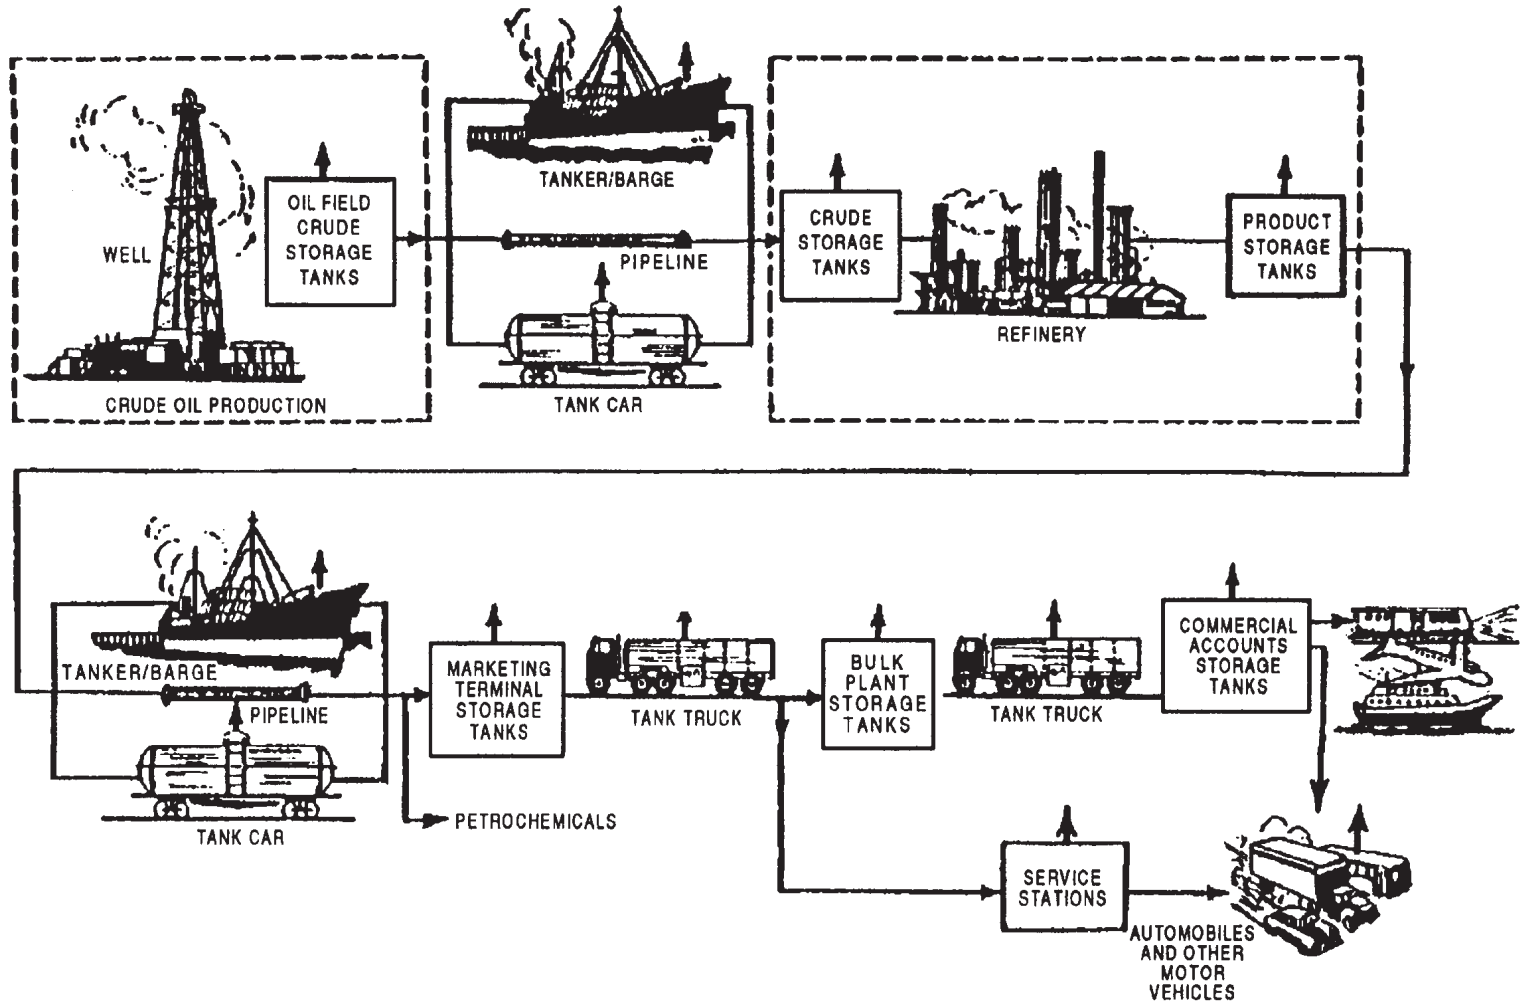 TANKER/BARGE
WELL
OIL FIELD
CRUDE
STORAGE
TANKS
PIPELINE
CRUDE
STORAGE
TANKS
PRODUCT
STORAGE
TANKS
REFINERY
CRUDE OIL PRODUCTION
TANK CAR
TANKER/BARGE
PIPELINE
TANK CAR
MARKETING
TERMINAL
STORAGE
TANKS
PETROCHEMICALS
TANK TRUCK
BULK
PLANT
STORAGE
TANKS
TANK TRUCK
COMMERCIAL
ACCOUNTS
STORAGE
TANKS
SERVICE
STATIONS
AUTOMOBILES
AND OTHER
MOTOR
VEHICLES